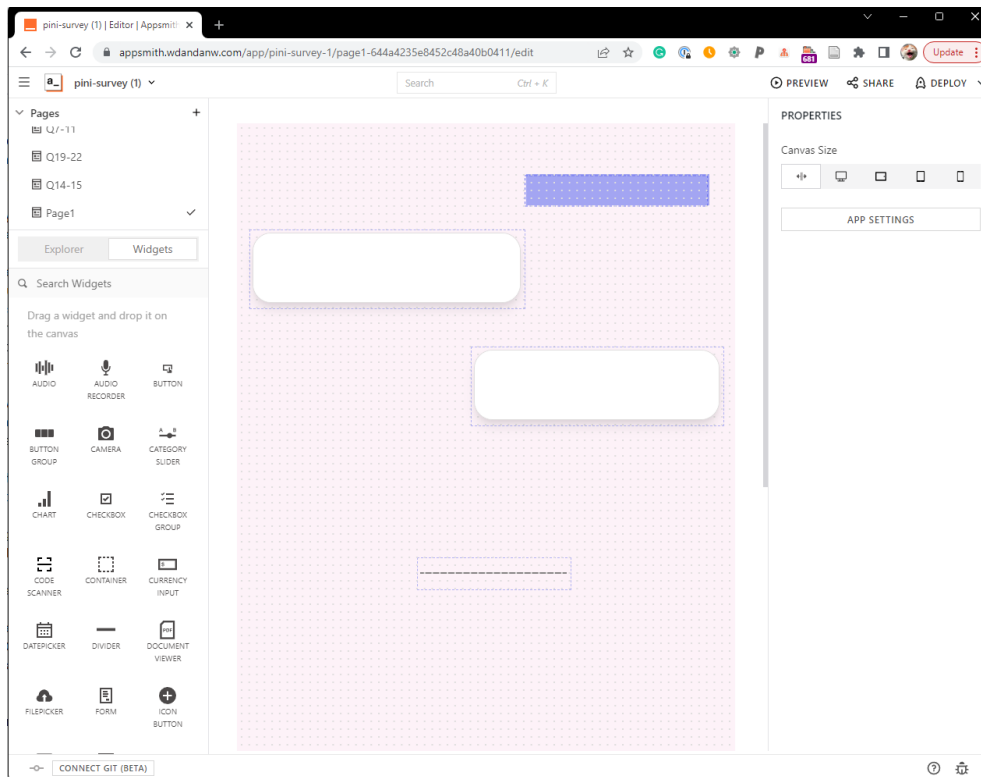 pini-survey (1) | Editor | Appsmith
appsmith.wdandanw.com/app/pini-survey-1/page1-644a4235e8452c48a40b0411/edit
681
Update
a_
pini-survey (1)
Search Ctrl + K
PREVIEW
SHARE
DEPLOY
Pages
Q7-11
Q19-22
Q14-15
Page1
Explorer
Widgets
Search Widgets
Drag a widget and drop it on
the canvas
AUDIO
AUDIO
RECORDER
BUTTON
BUTTON
GROUP
CAMERA
CATEGORY
SLIDER
CHART
CHECKBOX
CHECKBOX
GROUP
CODE
SCANNER
CONTAINER
CURRENCY
INPUT
DATEPICKER
DIVIDER
DOCUMENT
VIEWER
FILEPICKER
FORM
ICON
BUTTON
PROPERTIES
Canvas Size
APP SETTINGS
CONNECT GIT (BETA)